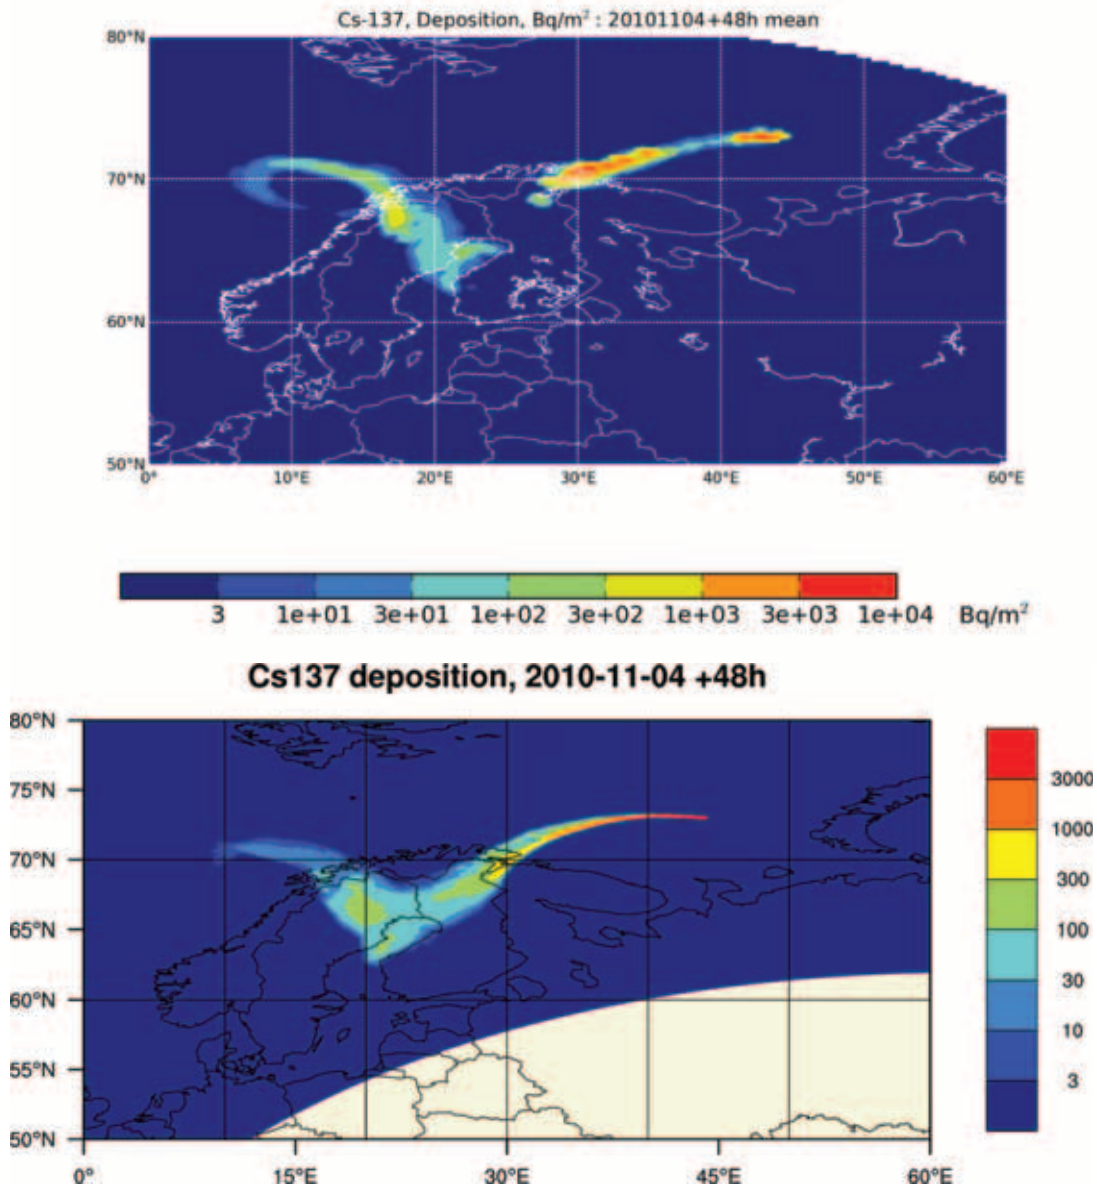 Cs-137, Deposition, Bq/m² : 20101104+48h mean
80°N
70°N
60°N
50°N
0° 10°E 20°E 30°E 40°E 50°E 60°E
3 1e+01 3e+01 1e+02 3e+02 1e+03 3e+03 1e+04 Bq/m²
Cs137 deposition, 2010-11-04 +48h
80°N
75°N
70°N
65°N
60°N
55°N
50°N
0° 15°E 30°E 45°E 60°E
3000
1000
300
100
30
10
3